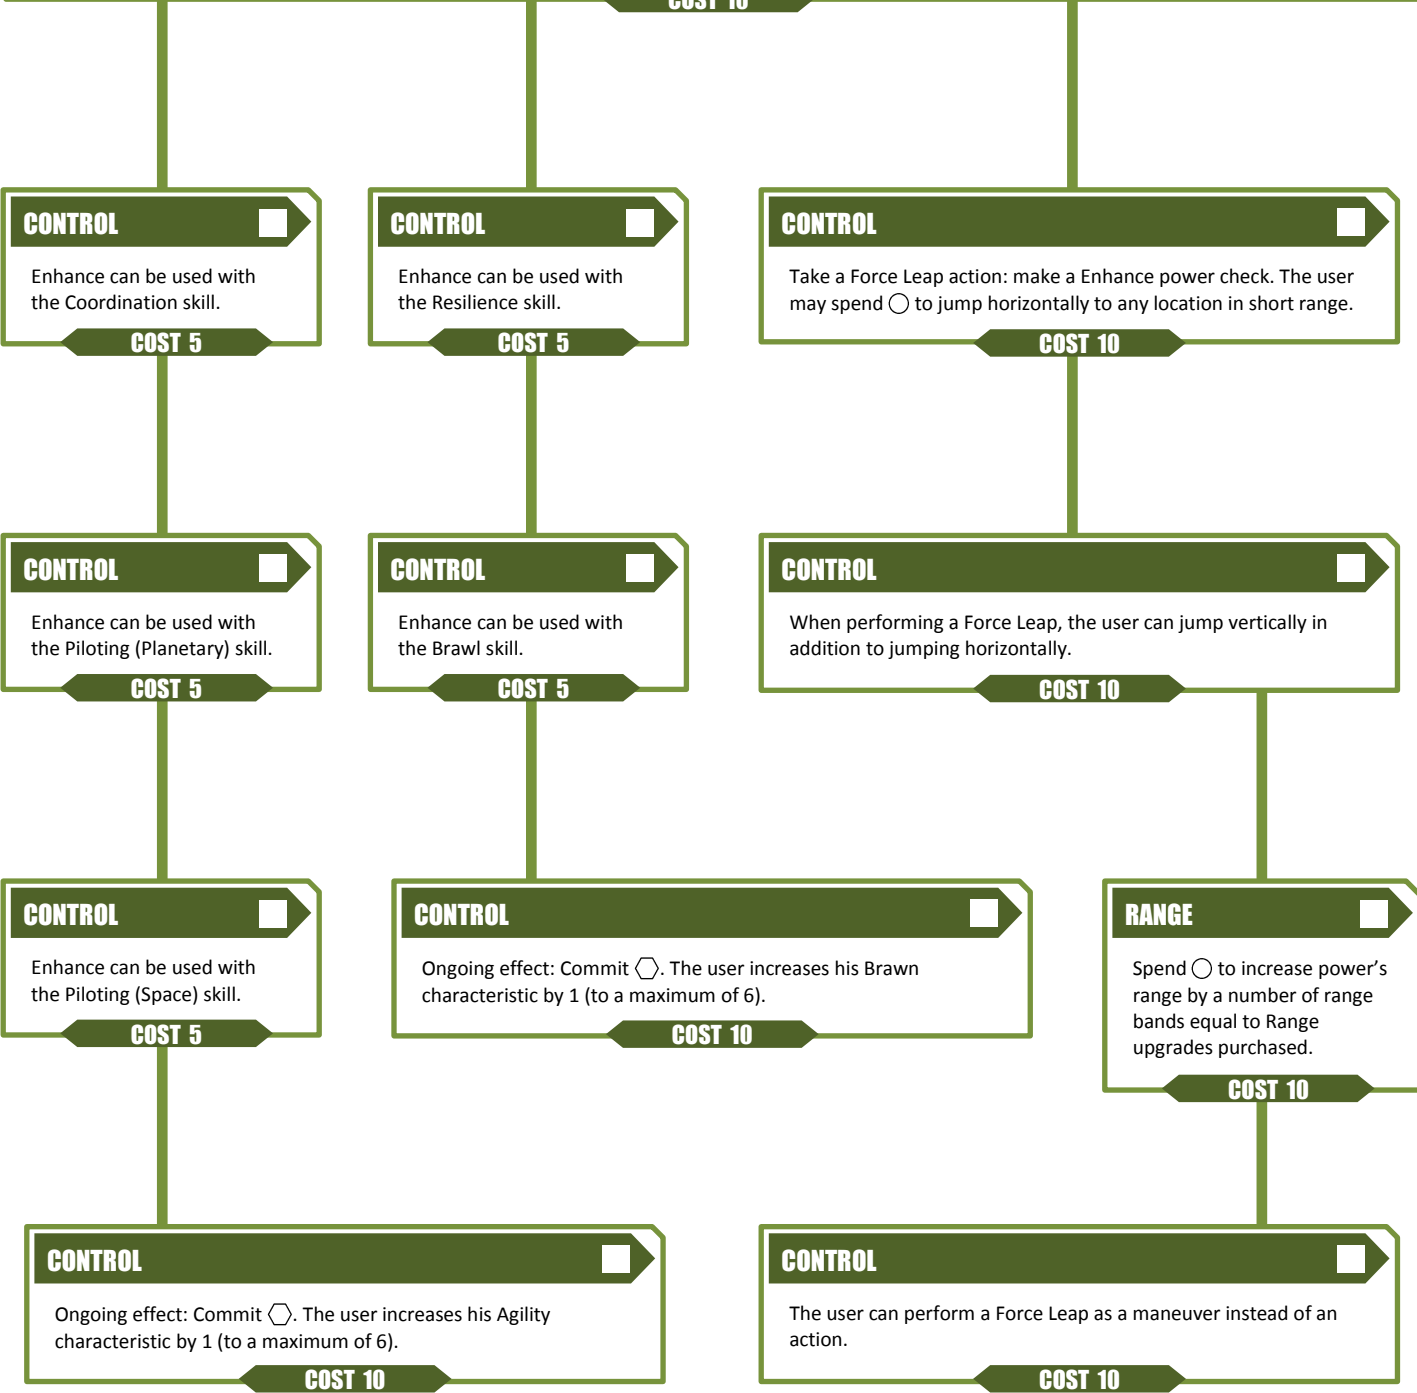 COST 10
CONTROL
Enhance can be used with
the Coordination skill.
COST 5
CONTROL
Enhance can be used with
the Resilience skill.
COST 5
CONTROL
Take a Force Leap action: make a Enhance power check. The user
may spend ○ to jump horizontally to any location in short range.
COST 10
CONTROL
Enhance can be used with
the Piloting (Planetary) skill.
COST 5
CONTROL
Enhance can be used with
the Brawl skill.
COST 5
CONTROL
When performing a Force Leap, the user can jump vertically in
addition to jumping horizontally.
COST 10
CONTROL
Enhance can be used with
the Piloting (Space) skill.
COST 5
CONTROL
Ongoing effect: Commit ⬡. The user increases his Brawn
characteristic by 1 (to a maximum of 6).
COST 10
RANGE
Spend ○ to increase power’s
range by a number of range
bands equal to Range
upgrades purchased.
COST 10
CONTROL
Ongoing effect: Commit ⬡. The user increases his Agility
characteristic by 1 (to a maximum of 6).
COST 10
CONTROL
The user can perform a Force Leap as a maneuver instead of an
action.
COST 10